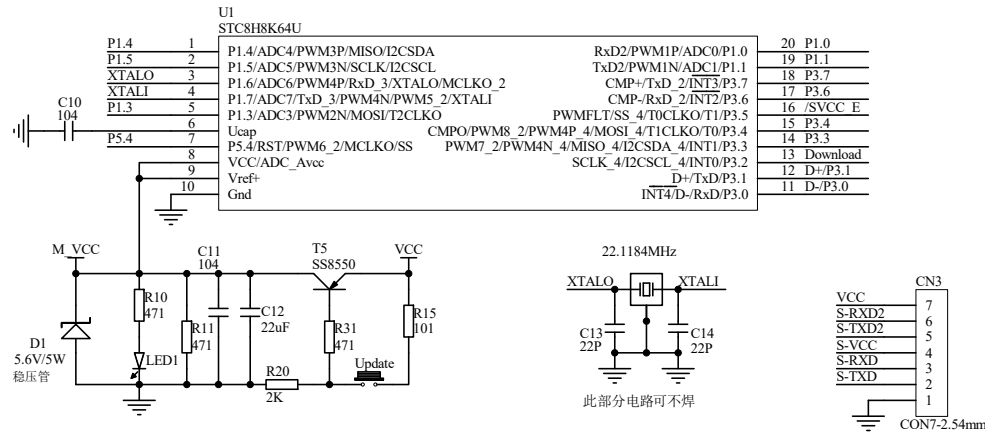 U1
STC8H8K64U
P1.4 1 P1.4/ADC4/PWM3P/MISO/I2CSDA RxD2/PWM1P/ADC0/P1.0 20 P1.0
P1.5 2 P1.5/ADC5/PWM3N/SCLK/I2CSCL TxD2/PWM1N/ADC1/P1.1 19 P1.1
XTALO 3 P1.6/ADC6/PWM4P/RxD_3/XTALO/MCLKO_2 CMP+/TxD_2/INT3/P3.7 18 P3.7
XTALI 4 P1.7/ADC7/TxD_3/PWM4N/PWM5_2/XTALI CMP-/RxD_2/INT2/P3.6 17 P3.6
P1.3 5 P1.3/ADC3/PWM2N/MOSI/T2CLKO PWMFLT/SS_4/T0CLKO/T1/P3.5 16 /SVCC_E
6 Ucap CMPO/PWM8_2/PWM4P_4/MOSI_4/T1CLKO/T0/P3.4 15 P3.4
P5.4 7 P5.4/RST/PWM6_2/MCLKO/SS PWM7_2/PWM4N_4/MISO_4/I2CSDA_4/INT1/P3.3 14 P3.3
8 VCC/ADC_Avcc SCLK_4/I2CSCL_4/INT0/P3.2 13 Download
9 Vref+ D+/TxD/P3.1 12 D+/P3.1
10 Gnd INT4/D-/RxD/P3.0 11 D-/P3.0
C10
104
M_VCC
C11
104
T5
SS8550
VCC
R10
471
R11
471
C12
22uF
R31
471
R15
101
D1
5.6V/5W
稳压管
LED1
R20
2K
Update
22.1184MHz
XTALO XTALI
C13
22P
C14
22P
此部分电路可不焊
CN3
VCC 7
S-RXD2 6
S-TXD2 5
S-VCC 4
S-RXD 3
S-TXD 2
1
CON7-2.54mm